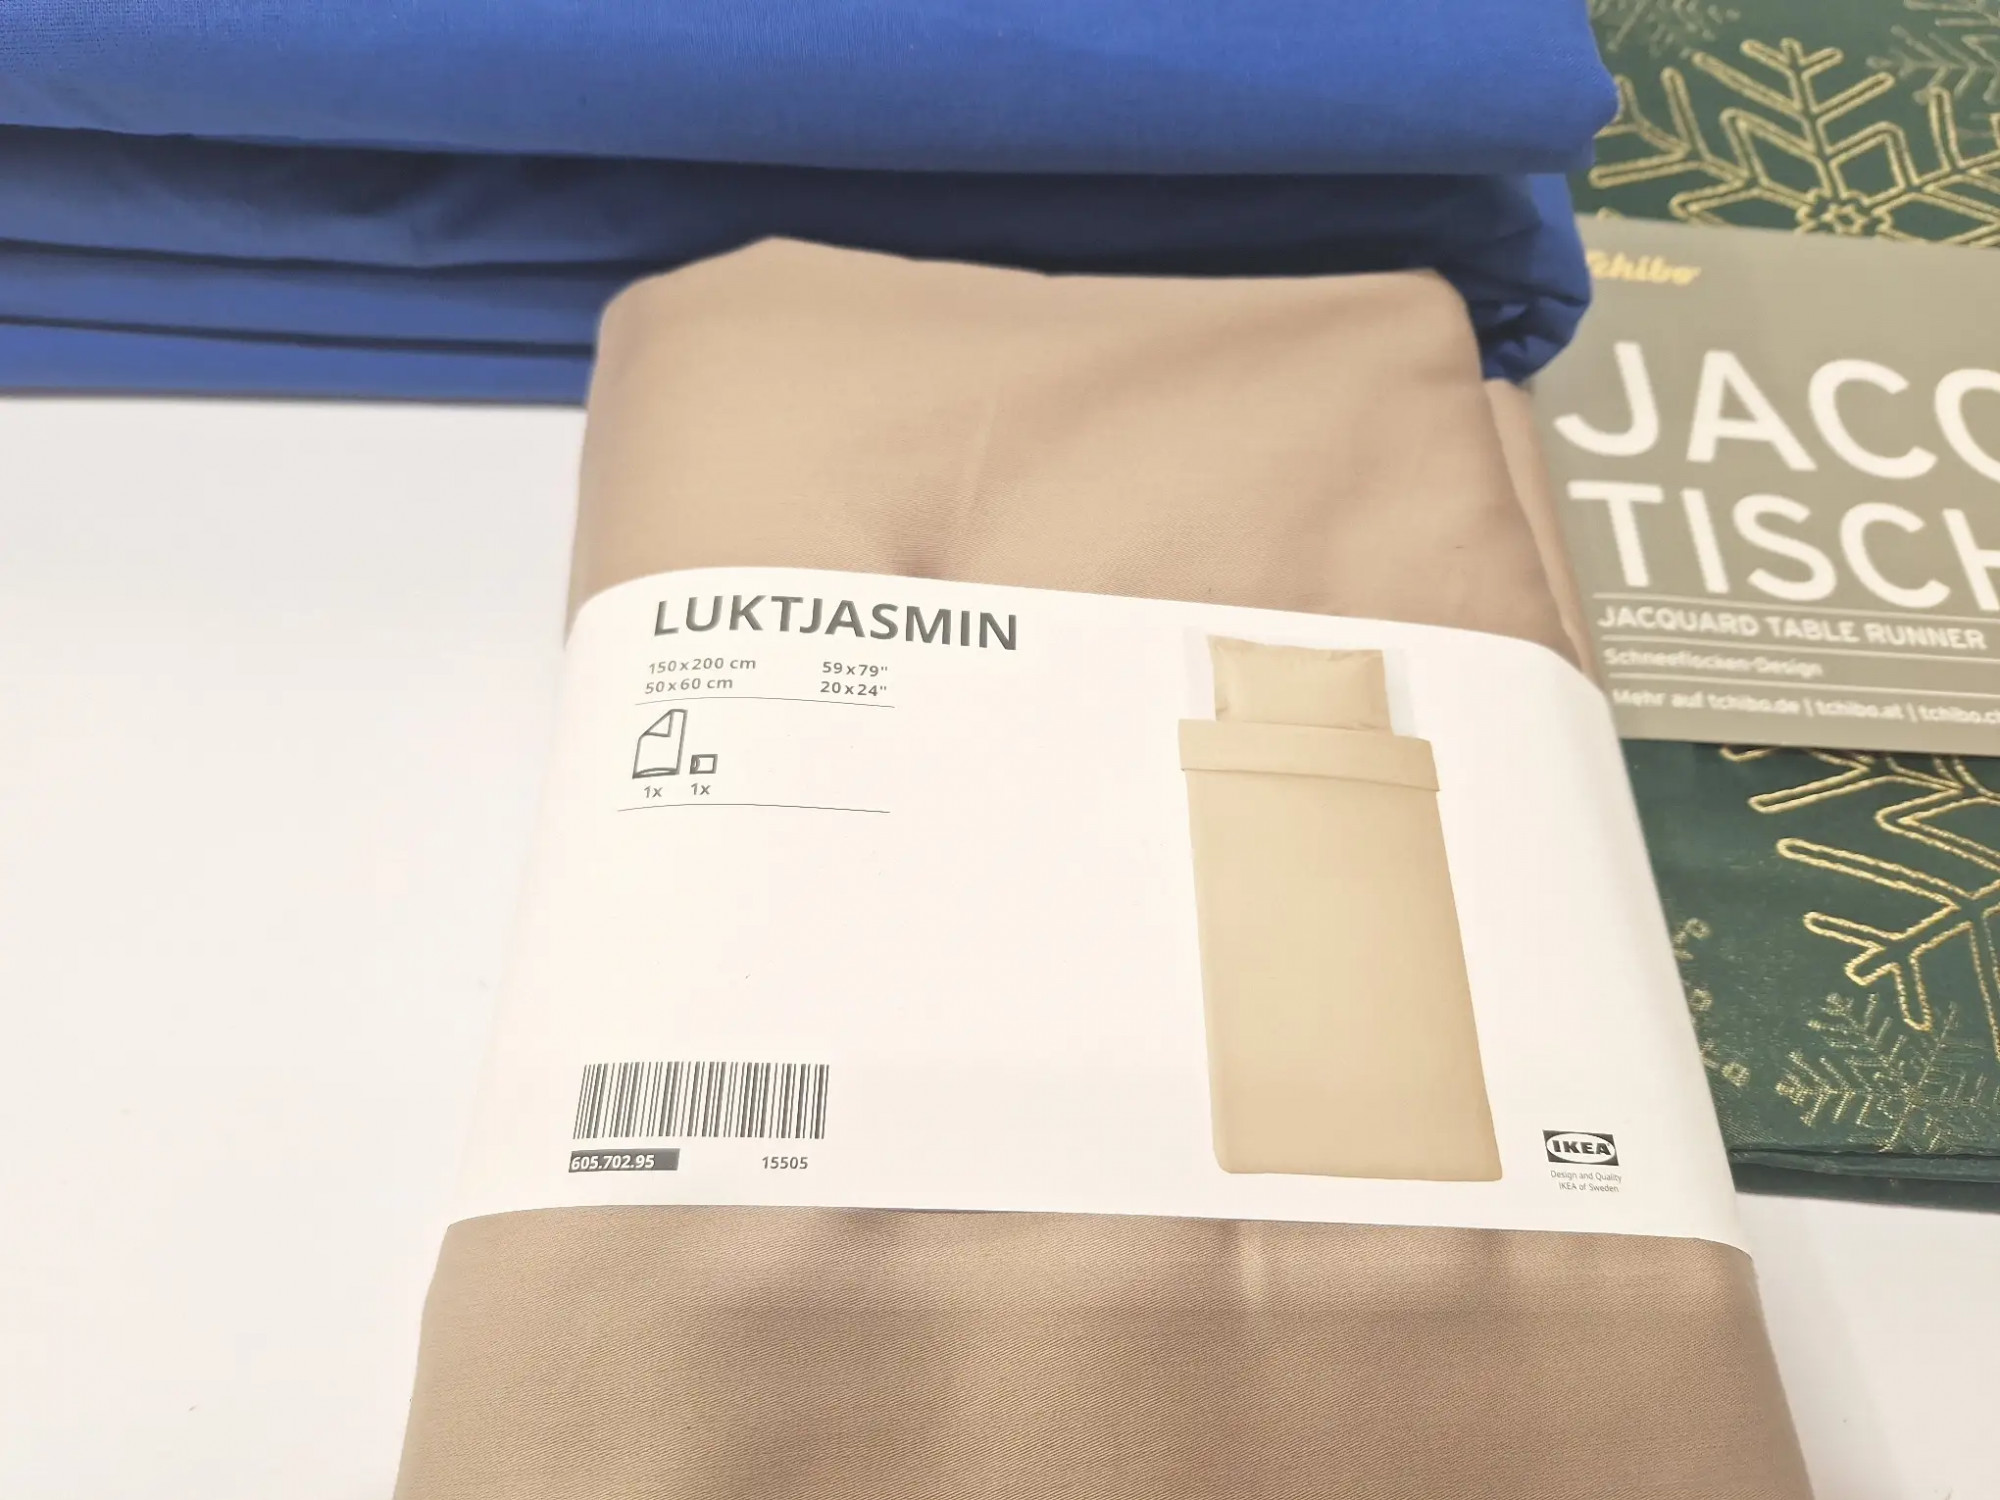 LUKTJASMIN
150x200 cm 59x79"
50x60 cm 20x24"
1x 1x
605.702.95 15505
IKEA
Design and Quality
IKEA of Sweden
Tchibo
JACQ
TISCH
JACQUARD TABLE RUNNER
Schneeflocken-Design
Mehr auf tchibo.de | tchibo.at | tchibo.ch